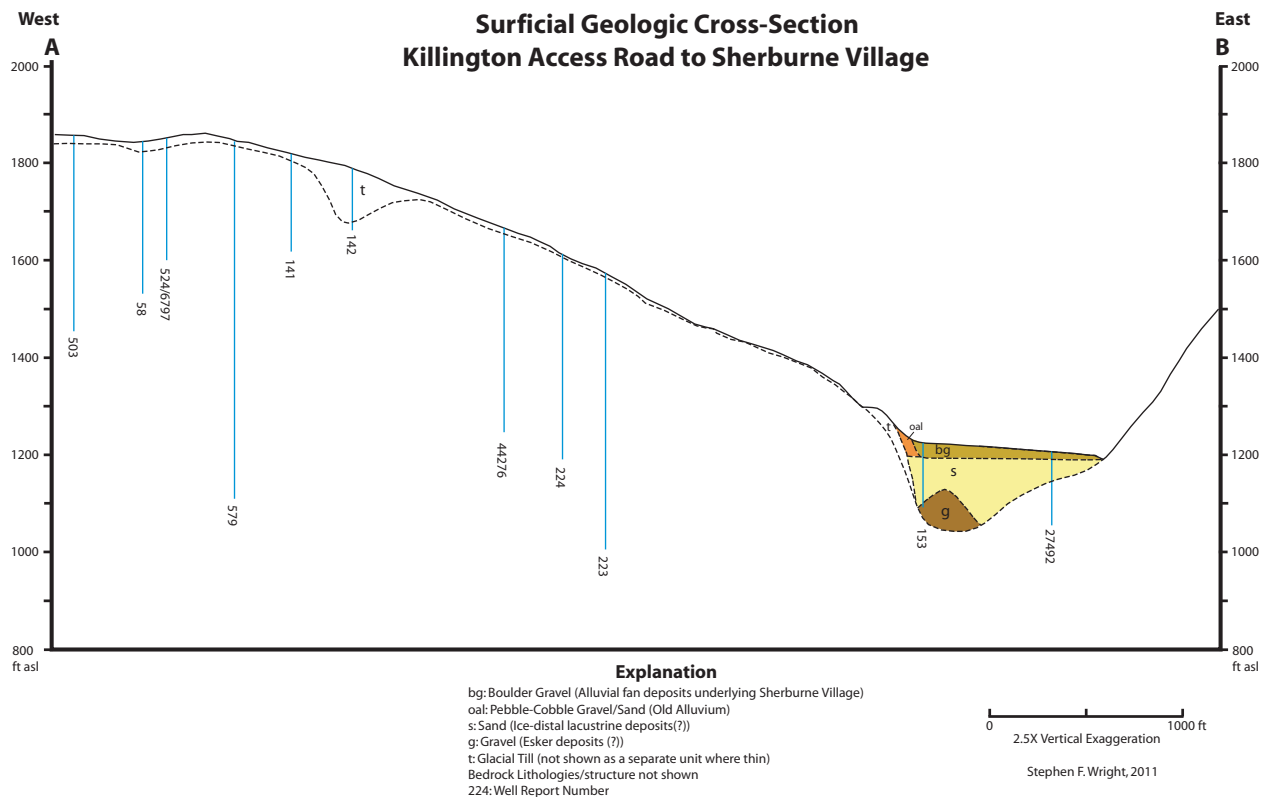 West
Surficial Geologic Cross-Section
East
A
Killington Access Road to Sherburne Village
B
2000
2000
1800
1800
t
1600
1600
142
141
524/6797
58
503
1400
1400
t
oal
bg
1200
1200
s
44276
224
579
g
153
27492
1000
1000
223
800
800
ft asl
ft asl
Explanation
bg: Boulder Gravel (Alluvial fan deposits underlying Sherburne Village)
oal: Pebble-Cobble Gravel/Sand (Old Alluvium)
s: Sand (Ice-distal lacustrine deposits(?))
g: Gravel (Esker deposits (?))
t: Glacial Till (not shown as a separate unit where thin)
Bedrock Lithologies/structure not shown
224: Well Report Number
0
1000 ft
2.5X Vertical Exaggeration
Stephen F. Wright, 2011